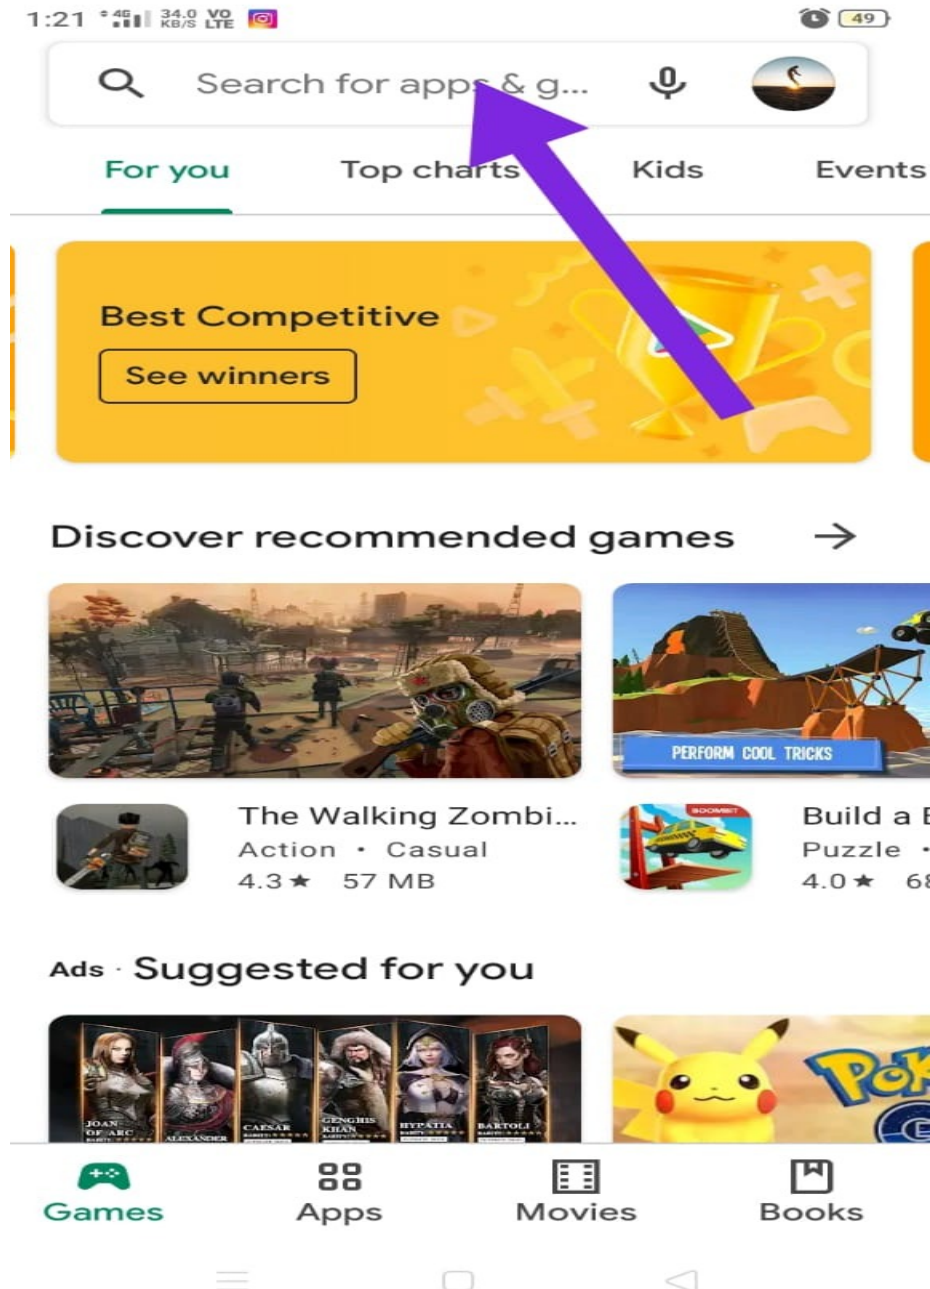 1:21 4G 34.0 KB/S VO LTE 49
Search for apps & g...
For you Top charts Kids Events
Best Competitive
See winners
Discover recommended games
PERFORM COOL TRICKS
BOOMBIT
The Walking Zombi... Build a
Action • Casual Puzzle •
4.3★ 57 MB 4.0★ 68
Ads · Suggested for you
JOAN OF ARC
ALEXANDER
CAESAR
GENGHIS KHAN
HYPATIA
BARTOLI
Games Apps Movies Books